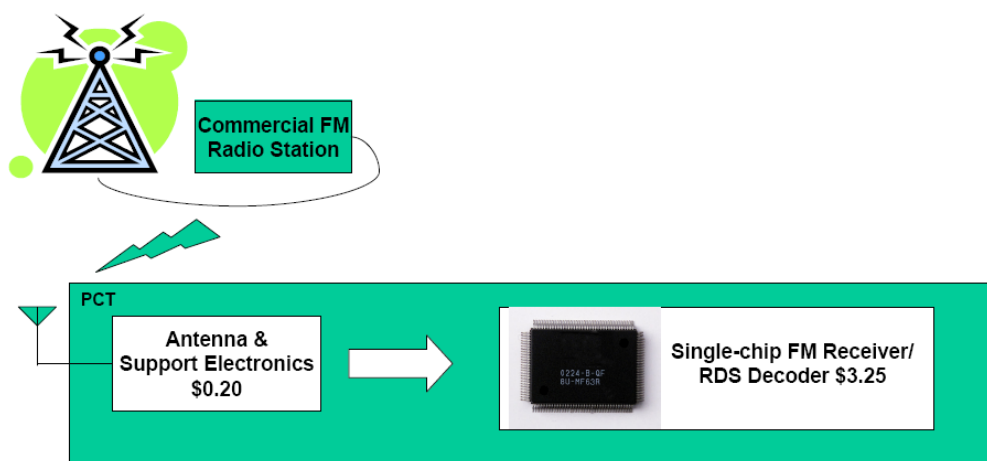 Commercial FM
Radio Station
PCT
Antenna &
Support Electronics
$0.20
0224-B-QF
8U-MF63R
Single-chip FM Receiver/
RDS Decoder $3.25